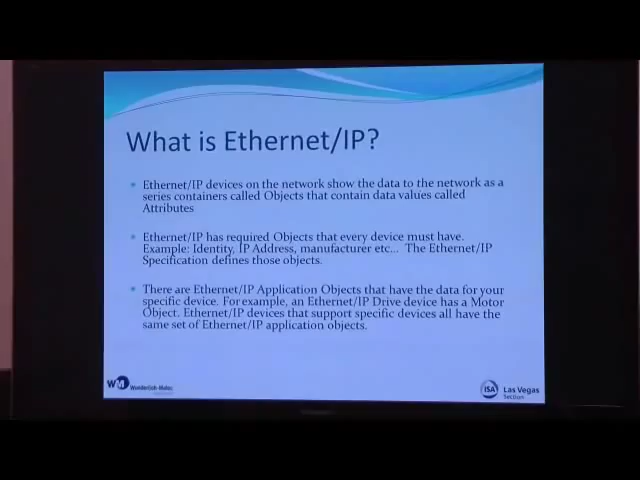 What is Ethernet/IP?
Ethernet/IP devices on the network show the data to the network as a
series containers called Objects that contain data values called
Attributes
Ethernet/IP has required Objects that every device must have.
Example: Identity, IP Address, manufacturer etc... The Ethernet/IP
Specification defines those objects.
There are Ethernet/IP Application Objects that have the data for your
specific device. For example, an Ethernet/IP Drive device has a Motor
Object. Ethernet/IP devices that support specific devices all have the
same set of Ethernet/IP application objects.
WM Wunderlich-Malec
ISA Las Vegas
Section